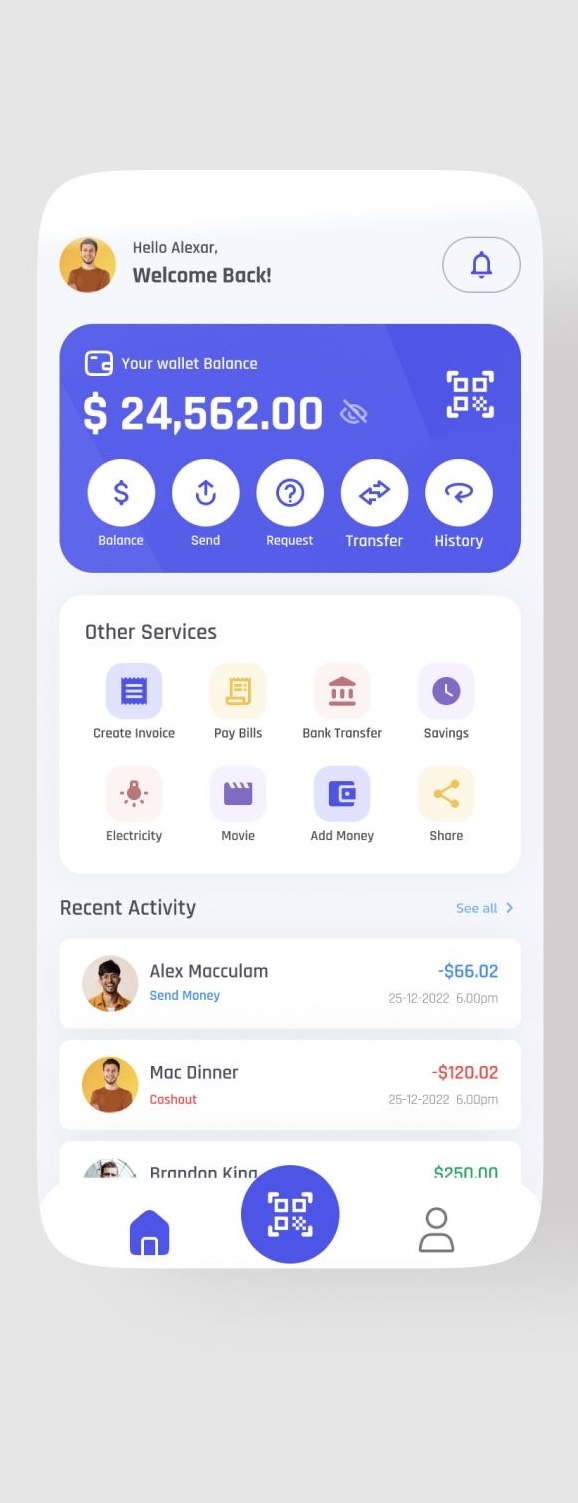 Hello Alexar,
Welcome Back!
Your wallet Balance
$ 24,562.00
Balance Send Request Transfer History
Other Services
Create Invoice Pay Bills Bank Transfer Savings
Electricity Movie Add Money Share
Recent Activity See all
Alex Macculam -$66.02
Send Money 25-12-2022 6.00pm
Mac Dinner -$120.02
Cashout 25-12-2022 6.00pm
Brandon King $250.00